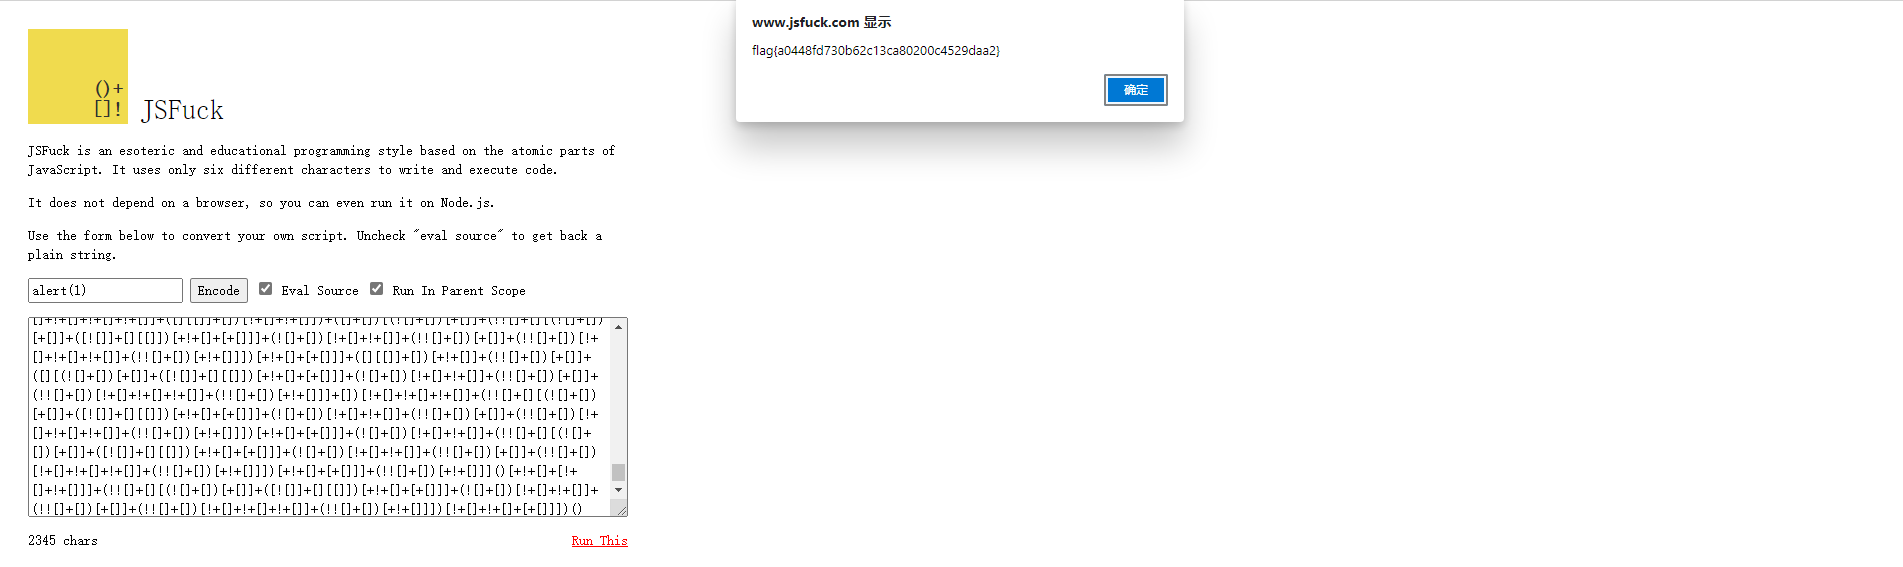 www.jsfuck.com 显示
flag{a0448fd730b62c13ca80200c4529daa2}
确定
()+
[]!
JSFuck
JSFuck is an esoteric and educational programming style based on the atomic parts of
JavaScript. It uses only six different characters to write and execute code.
It does not depend on a browser, so you can even run it on Node.js.
Use the form below to convert your own script. Uncheck "eval source" to get back a
plain string.
alert(1) Encode Eval Source Run In Parent Scope
[+[]]+([![]]+[][[]])[+!+[]+[+[]]]+(![]+[])[!+[]+!+[]]+(!![]+[])[+[]]+(!![]+[])[!+
[]+!+[]+!+[]]+(!![]+[])[+!+[]]])[+!+[]+[+[]]]+([][[]]+[])[+!+[]]+(!![]+[])[+[]]+
([][(![]+[])[+[]]+([![]]+[][[]])[+!+[]+[+[]]]+(![]+[])[!+[]+!+[]]+(!![]+[])[+[]]+
(!![]+[])[!+[]+!+[]+!+[]]+(!![]+[])[+!+[]]]+[])[!+[]+!+[]+!+[]]+(!![]+[][(![]+[])
[+[]]+([![]]+[][[]])[+!+[]+[+[]]]+(![]+[])[!+[]+!+[]]+(!![]+[])[+[]]+(!![]+[])[!+
[]+!+[]+!+[]]+(!![]+[])[+!+[]]])[+!+[]+[+[]]]+(![]+[])[!+[]+!+[]]+(!![]+[][(![]+
[])[+[]]+([![]]+[][[]])[+!+[]+[+[]]]+(![]+[])[!+[]+!+[]]+(!![]+[])[+[]]+(!![]+[])
[!+[]+!+[]+!+[]]+(!![]+[])[+!+[]]])[+!+[]+[+[]]]+(!![]+[])[+!+[]]]()[+!+[]+[!+
[]+!+[]]]+(!![]+[][(![]+[])[+[]]+([![]]+[][[]])[+!+[]+[+[]]]+(![]+[])[!+[]+!+[]]+
(!![]+[])[+[]]+(!![]+[])[!+[]+!+[]+!+[]]+(!![]+[])[+!+[]]])[!+[]+!+[]+[+[]]])()
2345 chars Run This